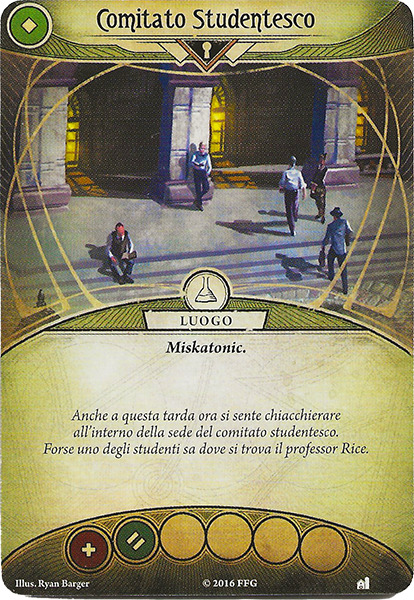 Comitato Studentesco
LUOGO
Miskatonic.
Anche a questa tarda ora si sente chiacchierare
all'interno della sede del comitato studentesco.
Forse uno degli studenti sa dove si trova il professor Rice.
Illus. Ryan Barger
© 2016 FFG